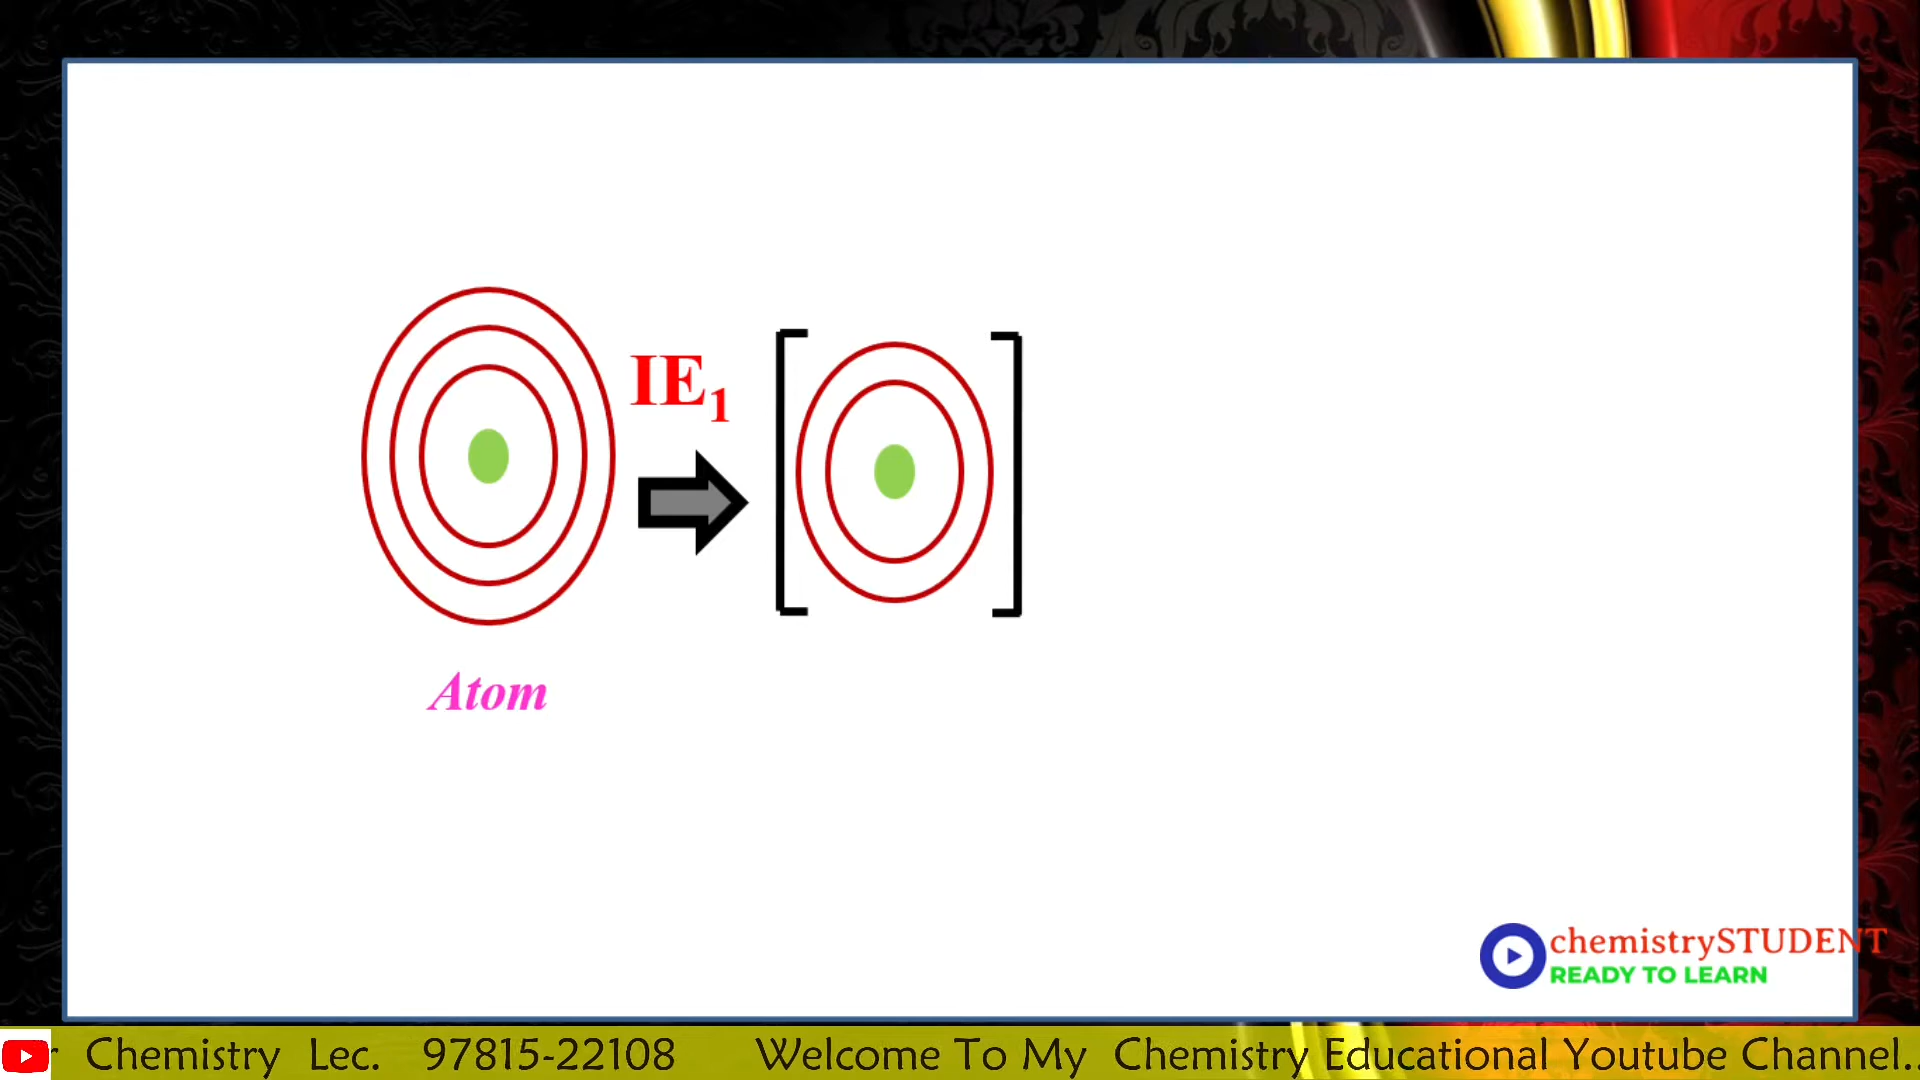 IE₁
Atom
chemistrySTUDENT
READY TO LEARN
Chemistry Lec. 97815-22108 Welcome To My Chemistry Educational Youtube Channel..